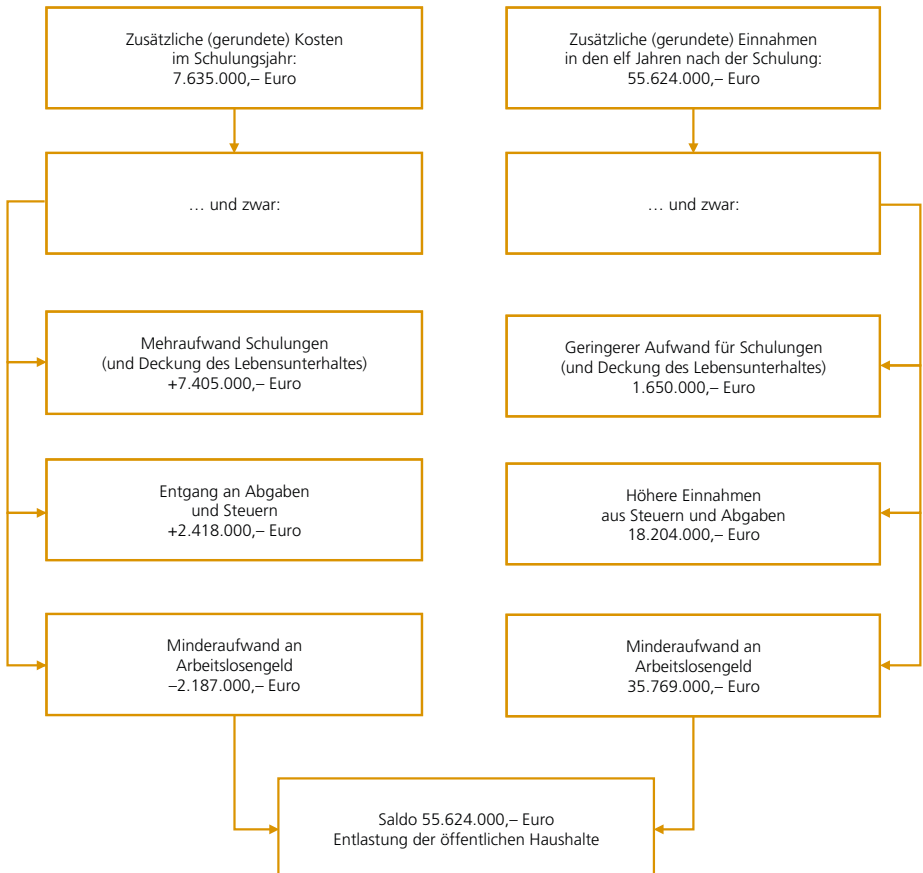 Zusätzliche (gerundete) Kosten
im Schulungsjahr:
7.635.000,– Euro
Zusätzliche (gerundete) Einnahmen
in den elf Jahren nach der Schulung:
55.624.000,– Euro
… und zwar:
… und zwar:
Mehraufwand Schulungen
(und Deckung des Lebensunterhaltes)
+7.405.000,– Euro
Geringerer Aufwand für Schulungen
(und Deckung des Lebensunterhaltes)
1.650.000,– Euro
Entgang an Abgaben
und Steuern
+2.418.000,– Euro
Höhere Einnahmen
aus Steuern und Abgaben
18.204.000,– Euro
Minderaufwand an
Arbeitslosengeld
–2.187.000,– Euro
Minderaufwand an
Arbeitslosengeld
35.769.000,– Euro
Saldo 55.624.000,– Euro
Entlastung der öffentlichen Haushalte